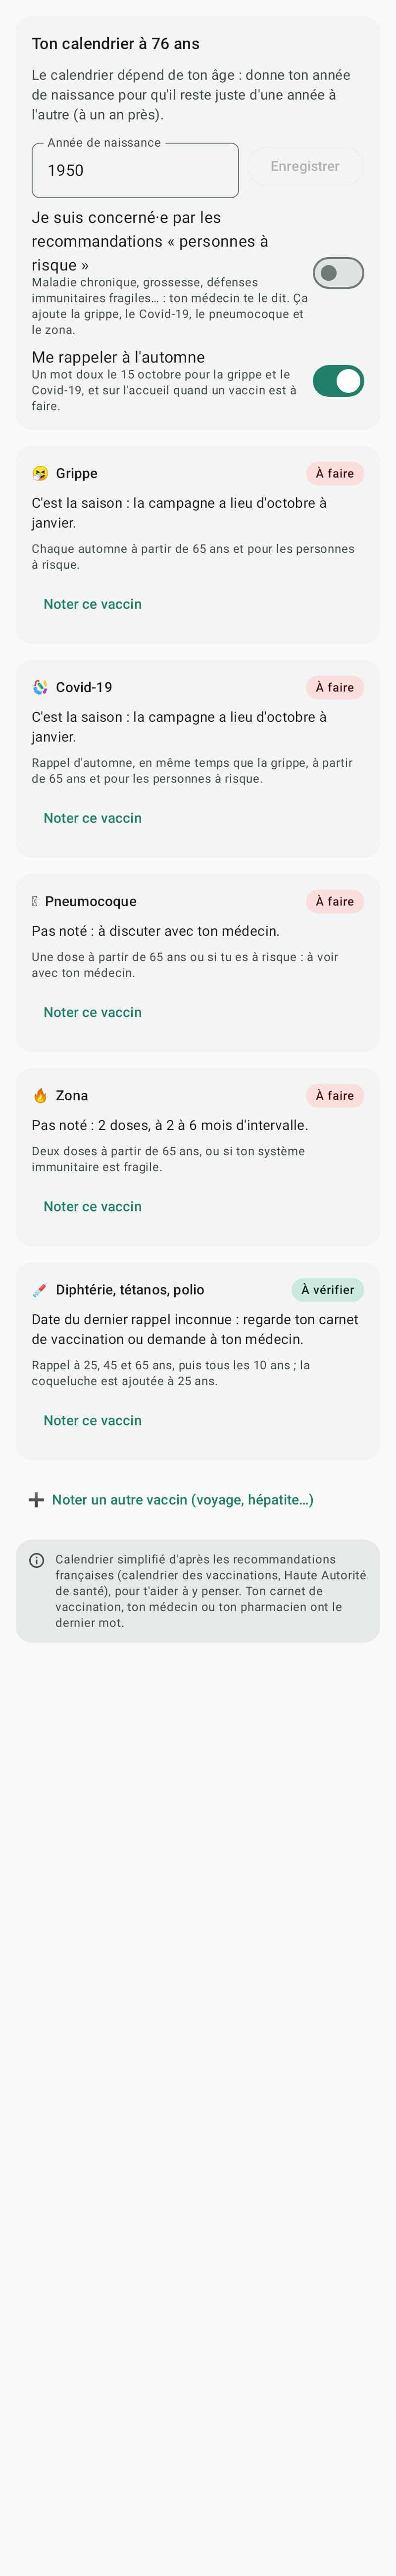 Ton calendrier à 76 ans
Le calendrier dépend de ton âge : donne ton année
de naissance pour qu'il reste juste d'une année à
l'autre (à un an près).
Année de naissance
1950
Enregistrer
Je suis concerné·e par les
recommandations « personnes à
risque »
Maladie chronique, grossesse, défenses
immunitaires fragiles… : ton médecin te le dit. Ça
ajoute la grippe, le Covid-19, le pneumocoque et
le zona.
Me rappeler à l'automne
Un mot doux le 15 octobre pour la grippe et le
Covid-19, et sur l'accueil quand un vaccin est à
faire.
Grippe
À faire
C'est la saison : la campagne a lieu d'octobre à
janvier.
Chaque automne à partir de 65 ans et pour les personnes
à risque.
Noter ce vaccin
Covid-19
À faire
C'est la saison : la campagne a lieu d'octobre à
janvier.
Rappel d'automne, en même temps que la grippe, à partir
de 65 ans et pour les personnes à risque.
Noter ce vaccin
Pneumocoque
À faire
Pas noté : à discuter avec ton médecin.
Une dose à partir de 65 ans ou si tu es à risque : à voir
avec ton médecin.
Noter ce vaccin
Zona
À faire
Pas noté : 2 doses, à 2 à 6 mois d'intervalle.
Deux doses à partir de 65 ans, ou si ton système
immunitaire est fragile.
Noter ce vaccin
Diphtérie, tétanos, polio
À vérifier
Date du dernier rappel inconnue : regarde ton carnet
de vaccination ou demande à ton médecin.
Rappel à 25, 45 et 65 ans, puis tous les 10 ans ; la
coqueluche est ajoutée à 25 ans.
Noter ce vaccin
Noter un autre vaccin (voyage, hépatite…)
Calendrier simplifié d'après les recommandations
françaises (calendrier des vaccinations, Haute Autorité
de santé), pour t'aider à y penser. Ton carnet de
vaccination, ton médecin ou ton pharmacien ont le
dernier mot.